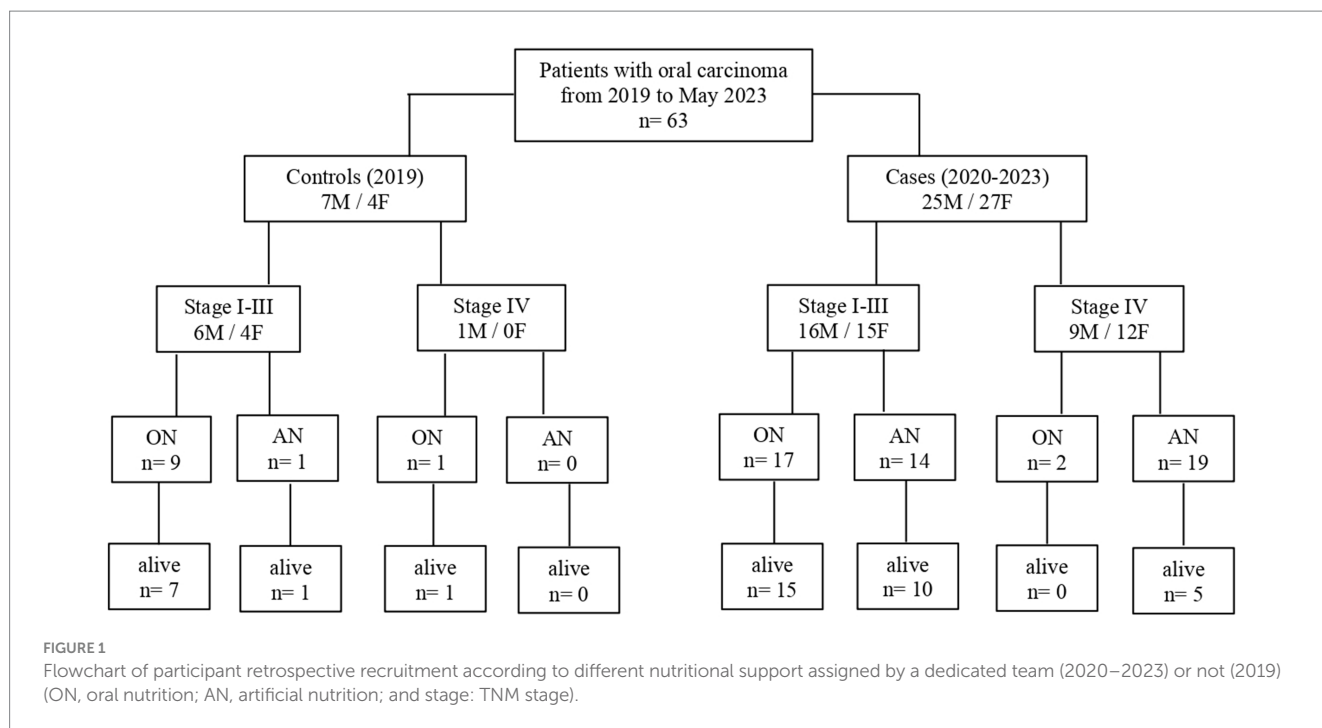 Patients with oral carcinoma
from 2019 to May 2023
n= 63
Controls (2019)
7M / 4F
Cases (2020-2023)
25M / 27F
Stage I-III
6M / 4F
Stage IV
1M / 0F
Stage I-III
16M / 15F
Stage IV
9M / 12F
ON
n= 9
AN
n= 1
ON
n= 1
AN
n= 0
ON
n= 17
AN
n= 14
ON
n= 2
AN
n= 19
alive
n= 7
alive
n= 1
alive
n= 1
alive
n= 0
alive
n= 15
alive
n= 10
alive
n= 0
alive
n= 5
FIGURE 1
Flowchart of participant retrospective recruitment according to different nutritional support assigned by a dedicated team (2020–2023) or not (2019)
(ON, oral nutrition; AN, artificial nutrition; and stage: TNM stage).